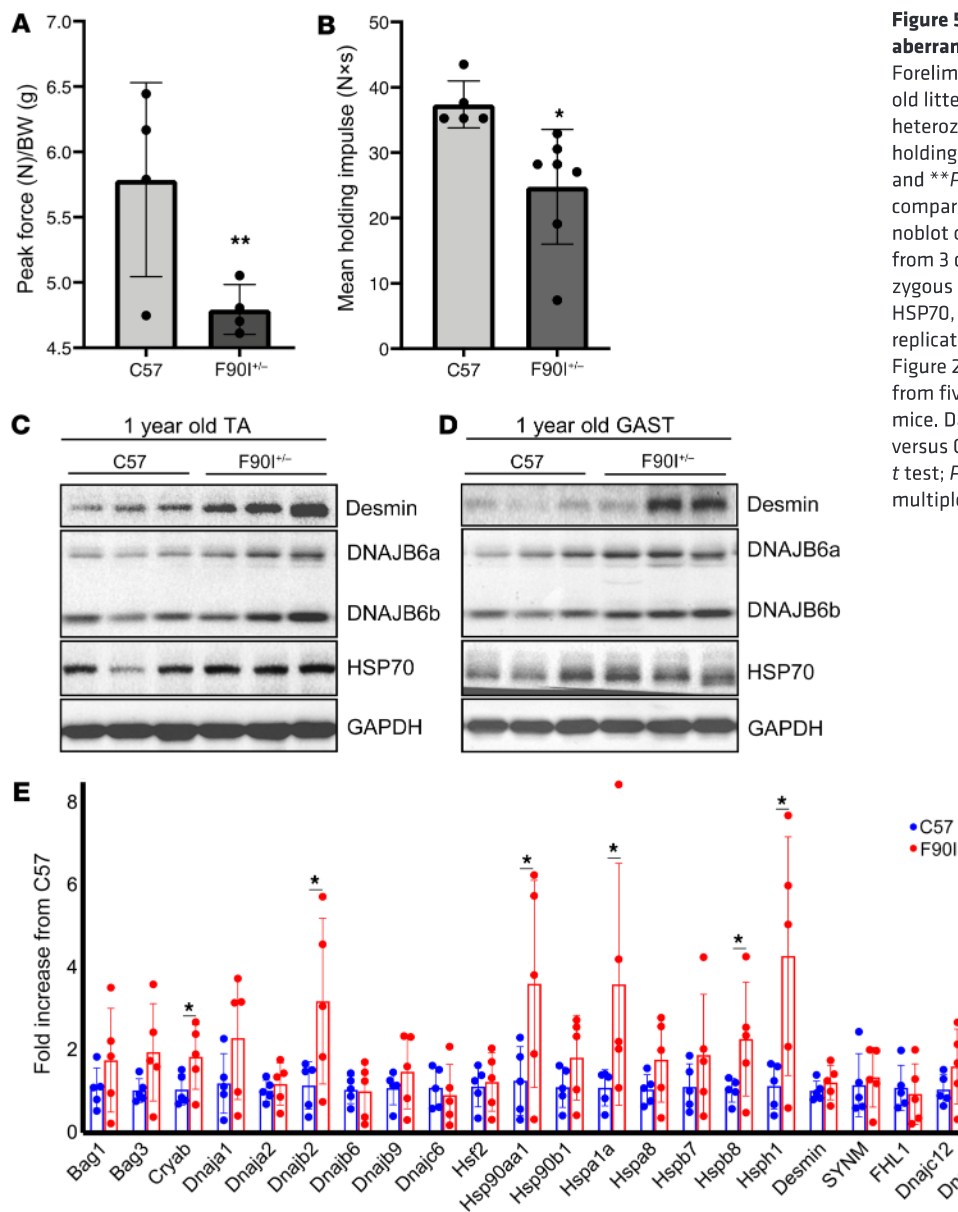 A
Peak force (N)/BW (g)
7.0
6.5
6.0
5.5
5.0
4.5
**
C57
F90I+/–
B
Mean holding impulse (N×s)
50
40
30
20
10
0
*
C57
F90I+/–
Figure 5
aberran
Forelim
old litte
heteroz
holding
and **P
compar
noblot o
from 3 c
zygous
HSP70,
replicat
Figure 2
from five
mice. Da
versus C
t test; P
multiple
C
1 year old TA
C57
F90I+/–
Desmin
DNAJB6a
DNAJB6b
HSP70
GAPDH
D
1 year old GAST
C57
F90I+/–
Desmin
DNAJB6a
DNAJB6b
HSP70
GAPDH
E
Fold increase from C57
8
6
4
2
0
* * * * * *
C57
F90I
Bag1
Bag3
Cryab
Dnaja1
Dnaja2
Dnajb2
Dnajb6
Dnajb9
Dnajc6
Hsf2
Hsp90aa1
Hsp90b1
Hspa1a
Hspa8
Hspb7
Hspb8
Hsph1
Desmin
SYNM
FHL1
Dnajc12